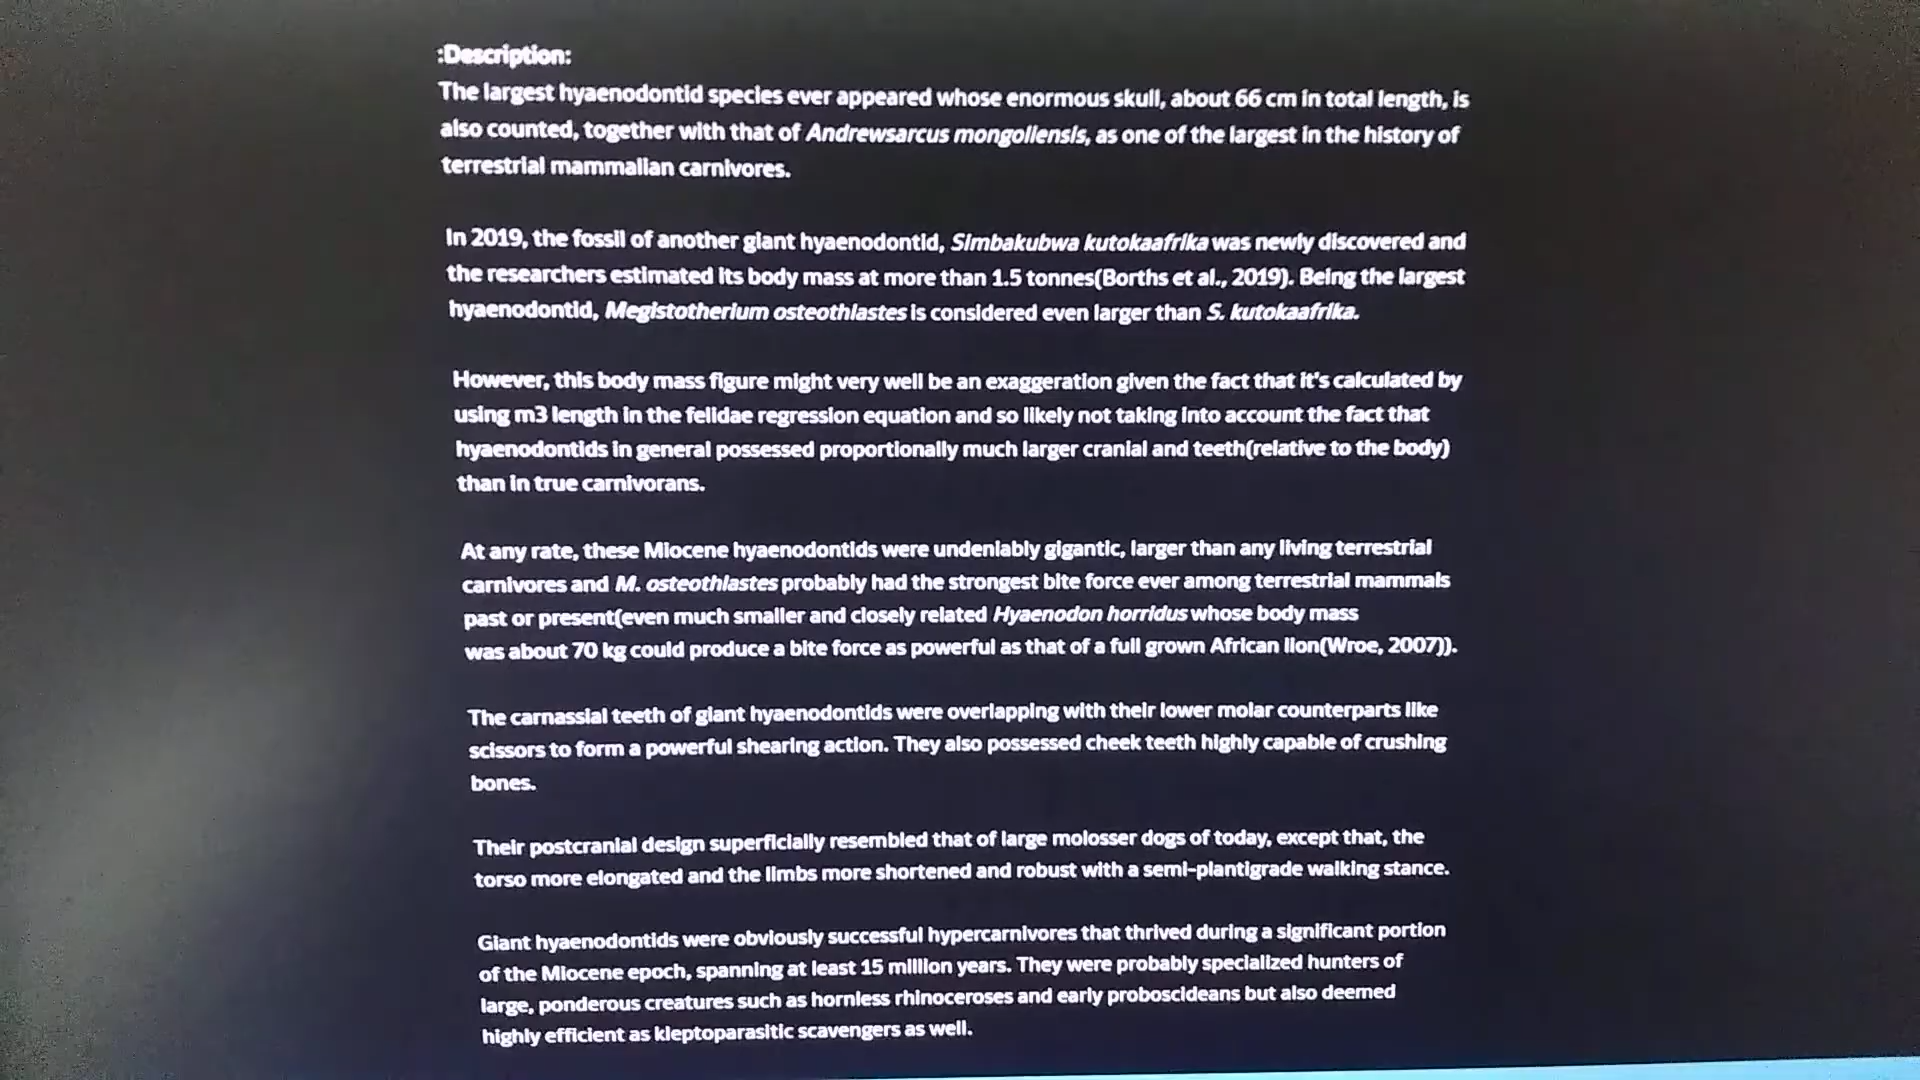 :Description:
The largest hyaenodontid species ever appeared whose enormous skull, about 66 cm in total length, is
also counted, together with that of Andrewsarcus mongoliensis, as one of the largest in the history of
terrestrial mammalian carnivores.
In 2019, the fossil of another giant hyaenodontid, Simbakubwa kutokaafrika was newly discovered and
the researchers estimated its body mass at more than 1.5 tonnes(Borths et al., 2019). Being the largest
hyaenodontid, Megistotherium osteothlastes is considered even larger than S. kutokaafrika.
However, this body mass figure might very well be an exaggeration given the fact that it's calculated by
using m3 length in the felidae regression equation and so likely not taking into account the fact that
hyaenodontids in general possessed proportionally much larger cranial and teeth(relative to the body)
than in true carnivorans.
At any rate, these Miocene hyaenodontids were undeniably gigantic, larger than any living terrestrial
carnivores and M. osteothlastes probably had the strongest bite force ever among terrestrial mammals
past or present(even much smaller and closely related Hyaenodon horridus whose body mass
was about 70 kg could produce a bite force as powerful as that of a full grown African lion(Wroe, 2007)).
The carnassial teeth of giant hyaenodontids were overlapping with their lower molar counterparts like
scissors to form a powerful shearing action. They also possessed cheek teeth highly capable of crushing
bones.
Their postcranial design superficially resembled that of large molosser dogs of today, except that, the
torso more elongated and the limbs more shortened and robust with a semi-plantigrade walking stance.
Giant hyaenodontids were obviously successful hypercarnivores that thrived during a significant portion
of the Miocene epoch, spanning at least 15 million years. They were probably specialized hunters of
large, ponderous creatures such as hornless rhinoceroses and early proboscideans but also deemed
highly efficient as kleptoparasitic scavengers as well.